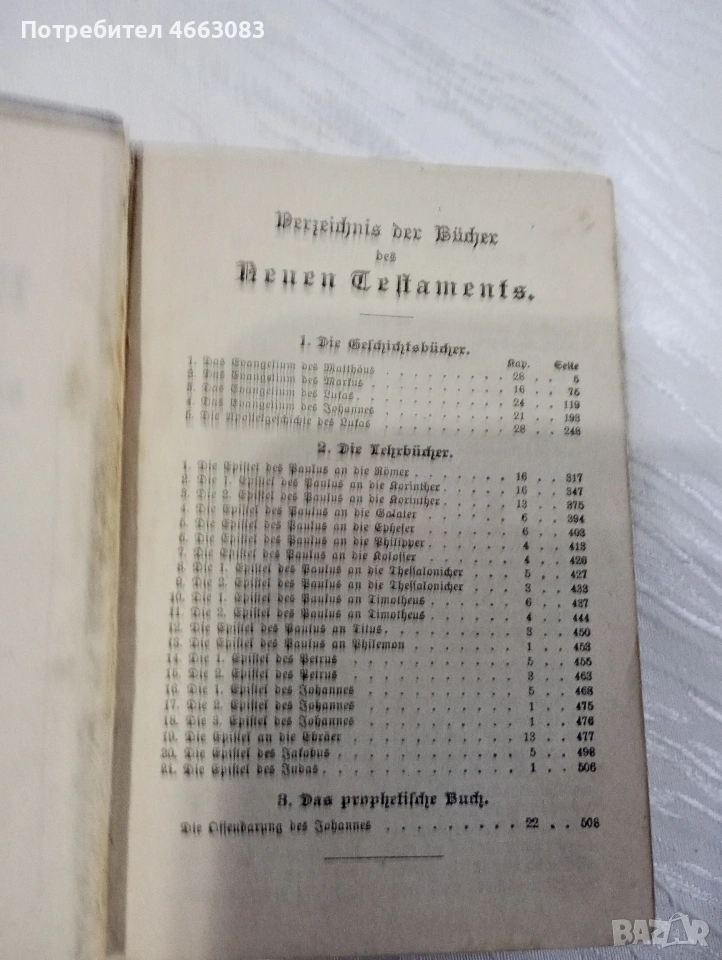 Потребител 4663083
Verzeichnis der Bücher
des
Neuen Testaments.
1. Die Geschichtsbücher.
Kap. Seite
1. Das Evangelium des Matthäus . . . . . . . . 28 . . 5
2. Das Evangelium des Markus . . . . . . . . 16 . . 75
3. Das Evangelium des Lukas . . . . . . . . 24 . . 119
4. Das Evangelium des Johannes . . . . . . . . 21 . . 193
5. Die Apostelgeschichte des Lukas . . . . . . . . 28 . . 248
2. Die Lehrbücher.
1. Die Epistel des Paulus an die Römer . . . . . . 16 . . 317
2. Die 1. Epistel des Paulus an die Korinther . . . . . 16 . . 347
3. Die 2. Epistel des Paulus an die Korinther . . . . . 13 . . 375
4. Die Epistel des Paulus an die Galater . . . . . . 6 . . 394
5. Die Epistel des Paulus an die Epheser . . . . . . 6 . . 403
6. Die Epistel des Paulus an die Philipper . . . . . . 4 . . 413
7. Die Epistel des Paulus an die Kolosser . . . . . . 4 . . 420
8. Die 1. Epistel des Paulus an die Thessalonicher . . . 5 . . 427
9. Die 2. Epistel des Paulus an die Thessalonicher . . . 3 . . 433
10. Die 1. Epistel des Paulus an Timotheus . . . . . . 6 . . 437
11. Die 2. Epistel des Paulus an Timotheus . . . . . . 4 . . 444
12. Die Epistel des Paulus an Titus . . . . . . . . 3 . . 450
13. Die Epistel des Paulus an Philemon . . . . . . . 1 . . 453
14. Die 1. Epistel des Petrus . . . . . . . . . 5 . . 455
15. Die 2. Epistel des Petrus . . . . . . . . . 3 . . 463
16. Die 1. Epistel des Johannes . . . . . . . . . 5 . . 468
17. Die 2. Epistel des Johannes . . . . . . . . . 1 . . 475
18. Die 3. Epistel des Johannes . . . . . . . . . 1 . . 476
19. Die Epistel an die Ebräer . . . . . . . . . 13 . . 477
20. Die Epistel des Jakobus . . . . . . . . . 5 . . 498
21. Die Epistel des Judas . . . . . . . . . . 1 . . 506
3. Das prophetische Buch.
Die Offenbarung des Johannes . . . . . . . . . 22 . . 508
BAZAR